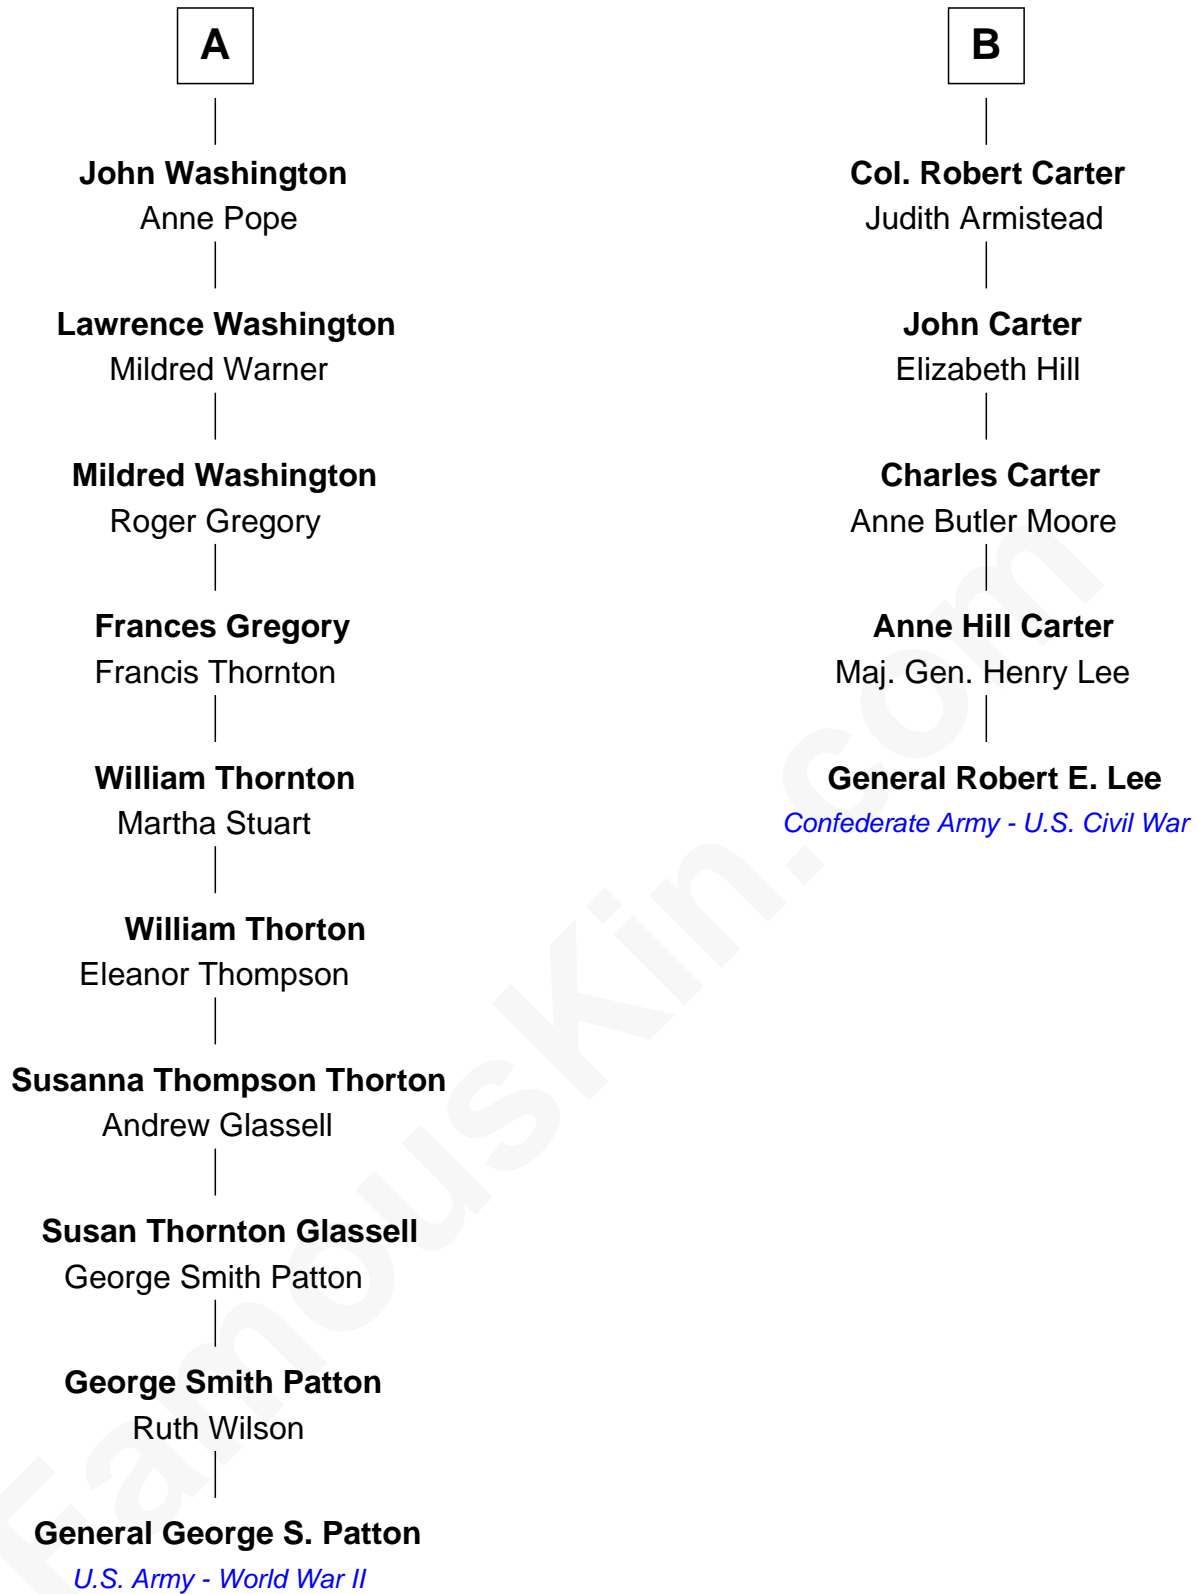 A
John Washington
Anne Pope
Lawrence Washington
Mildred Warner
Mildred Washington
Roger Gregory
Frances Gregory
Francis Thornton
William Thornton
Martha Stuart
William Thorton
Eleanor Thompson
Susanna Thompson Thorton
Andrew Glassell
Susan Thornton Glassell
George Smith Patton
George Smith Patton
Ruth Wilson
General George S. Patton
U.S. Army - World War II
B
Col. Robert Carter
Judith Armistead
John Carter
Elizabeth Hill
Charles Carter
Anne Butler Moore
Anne Hill Carter
Maj. Gen. Henry Lee
General Robert E. Lee
Confederate Army - U.S. Civil War
FamousKin.com